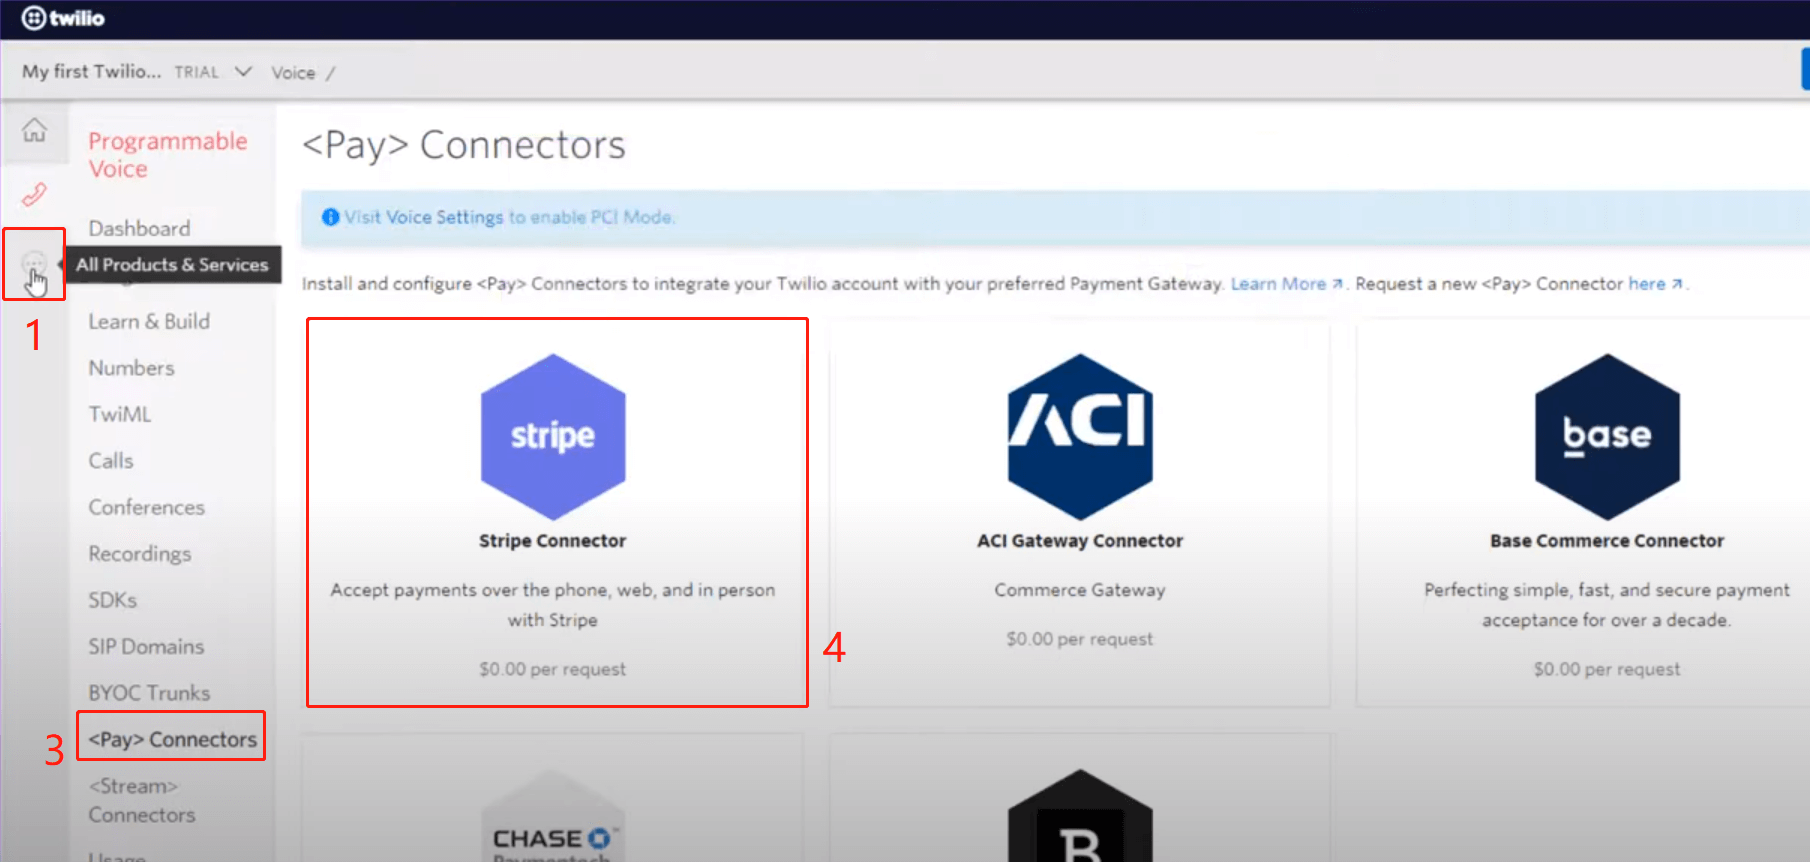 twilio
My first Twilio... TRIAL Voice /
Programmable
Voice
Dashboard
All Products & Services
Learn & Build
Numbers
TwiML
Calls
Conferences
Recordings
SDKs
SIP Domains
BYOC Trunks
<Pay> Connectors
<Stream>
Connectors
Usage
1
3
<Pay> Connectors
Visit Voice Settings to enable PCI Mode.
Install and configure <Pay> Connectors to integrate your Twilio account with your preferred Payment Gateway. Learn More ↗. Request a new <Pay> Connector here ↗.
stripe
Stripe Connector
Accept payments over the phone, web, and in person
with Stripe
$0.00 per request
4
ACI
ACI Gateway Connector
Commerce Gateway
$0.00 per request
base
Base Commerce Connector
Perfecting simple, fast, and secure payment
acceptance for over a decade.
$0.00 per request
CHASE
Paymentech
B